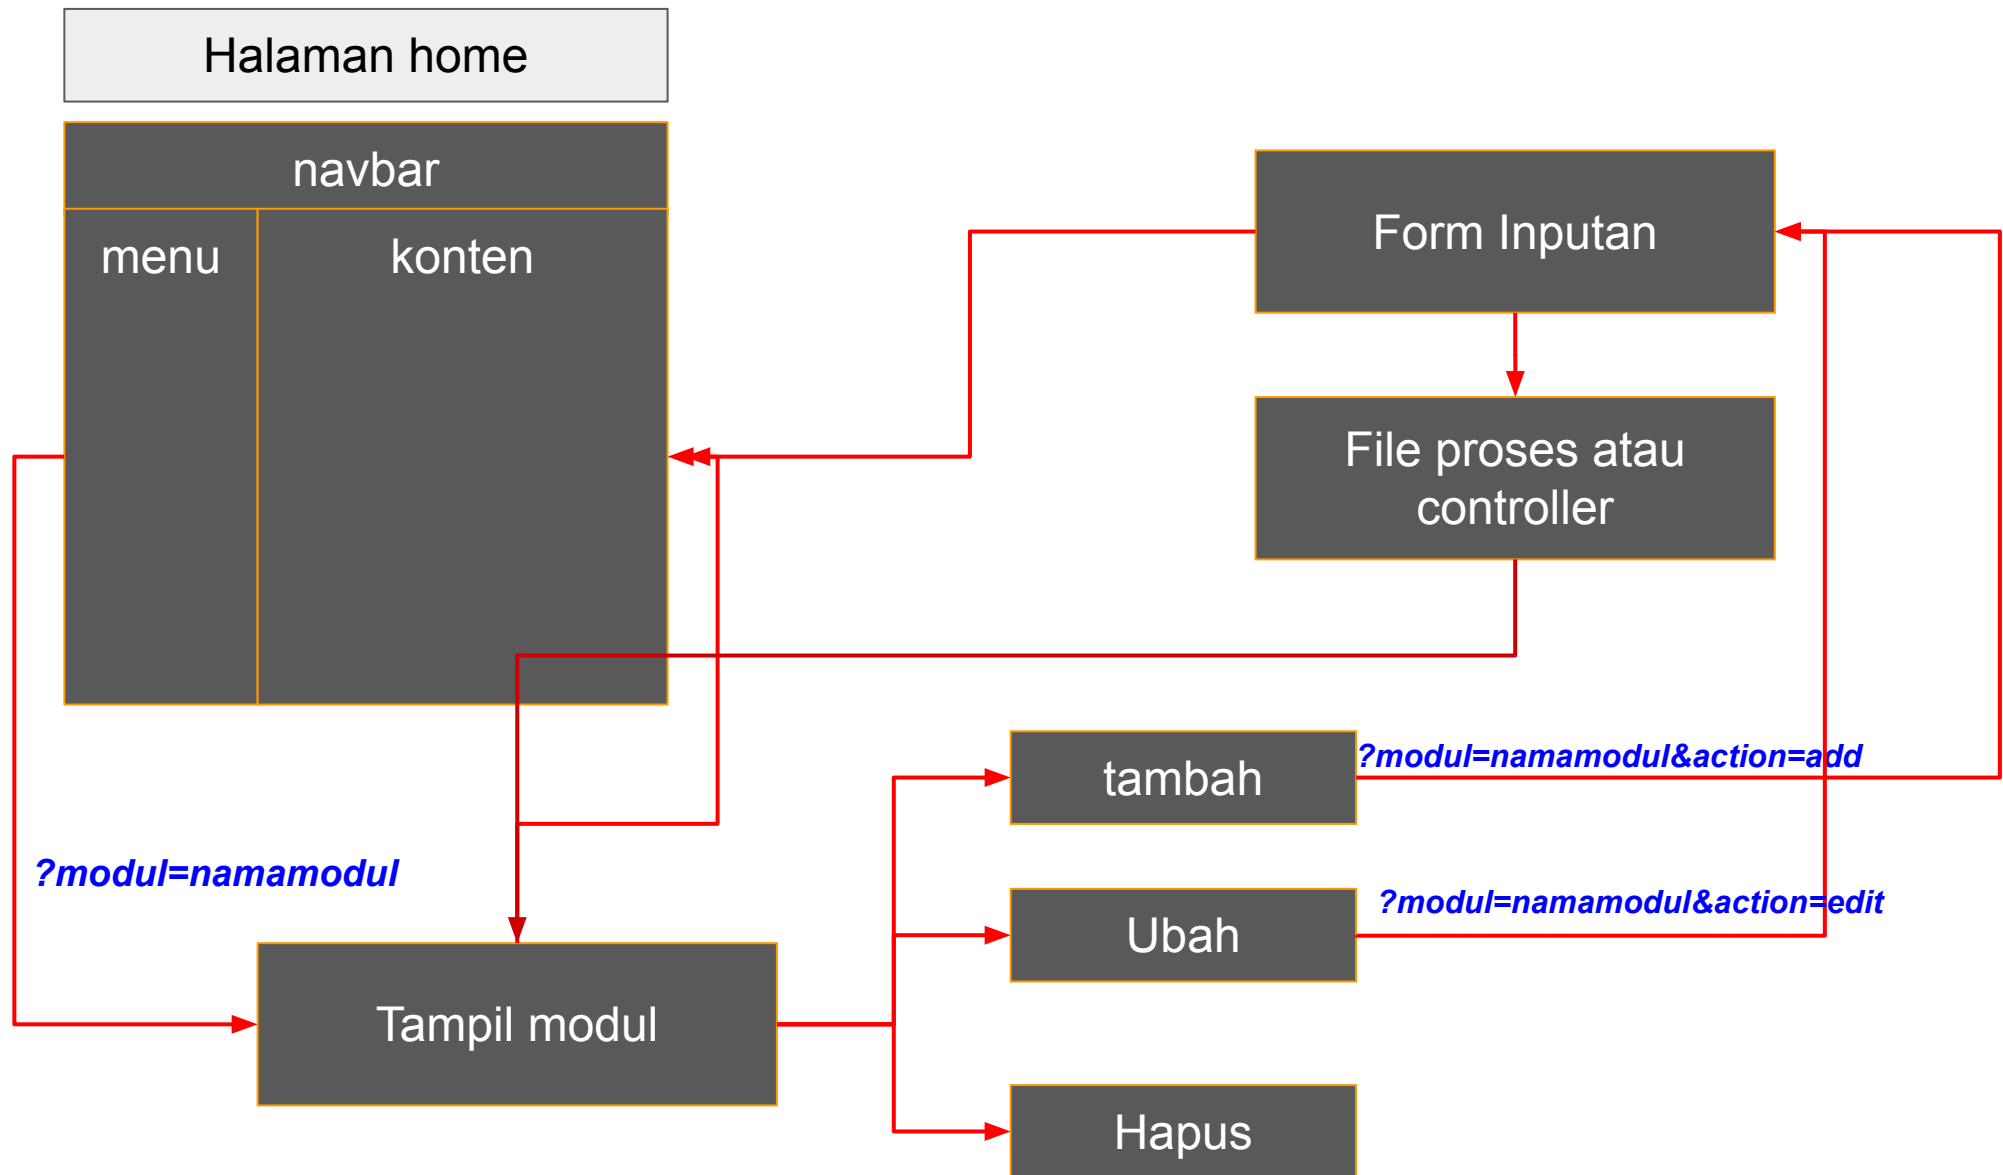 Halaman home
navbar
menu
konten
Form Inputan
File proses atau
controller
tambah
?modul=namamodul&action=add
?modul=namamodul
Ubah
?modul=namamodul&action=edit
Tampil modul
Hapus